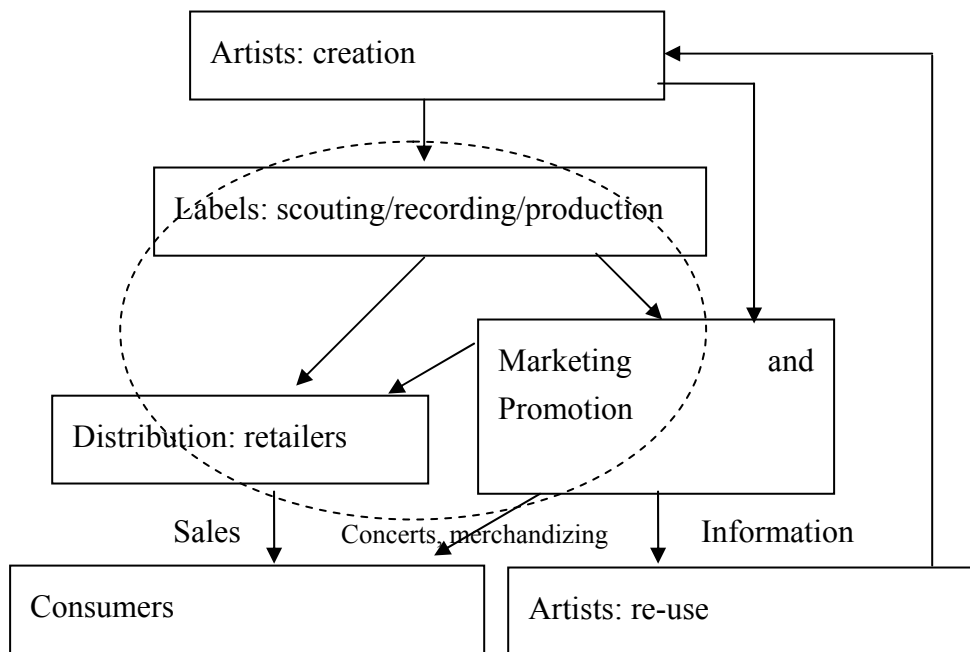 Artists: creation
Labels: scouting/recording/production
Marketing and
Promotion
Distribution: retailers
Sales
Concerts, merchandizing
Information
Consumers
Artists: re-use